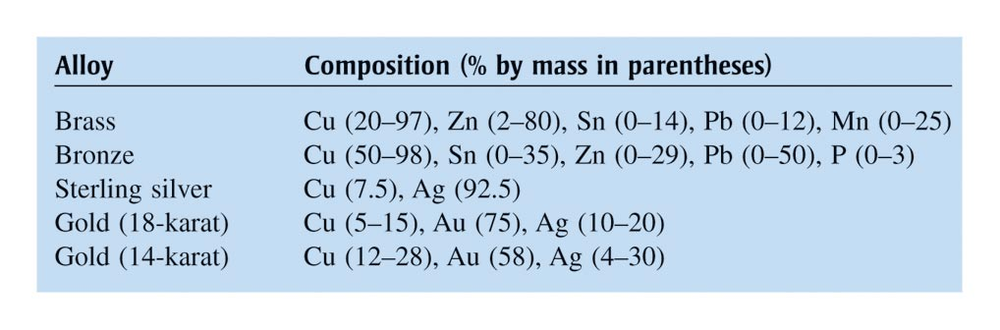 Alloy Composition (% by mass in parentheses)
Brass Cu (20–97), Zn (2–80), Sn (0–14), Pb (0–12), Mn (0–25)
Bronze Cu (50–98), Sn (0–35), Zn (0–29), Pb (0–50), P (0–3)
Sterling silver Cu (7.5), Ag (92.5)
Gold (18-karat) Cu (5–15), Au (75), Ag (10–20)
Gold (14-karat) Cu (12–28), Au (58), Ag (4–30)